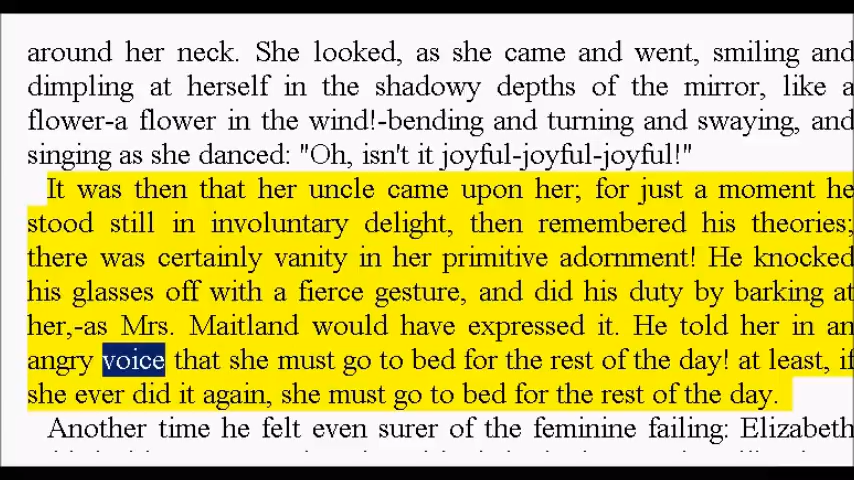 around her neck. She looked, as she came and went, smiling and
dimpling at herself in the shadowy depths of the mirror, like a
flower-a flower in the wind!-bending and turning and swaying, and
singing as she danced: "Oh, isn't it joyful-joyful-joyful!"
It was then that her uncle came upon her; for just a moment he
stood still in involuntary delight, then remembered his theories;
there was certainly vanity in her primitive adornment! He knocked
his glasses off with a fierce gesture, and did his duty by barking at
her,-as Mrs. Maitland would have expressed it. He told her in an
angry voice that she must go to bed for the rest of the day! at least, if
she ever did it again, she must go to bed for the rest of the day.
Another time he felt even surer of the feminine failing: Elizabeth